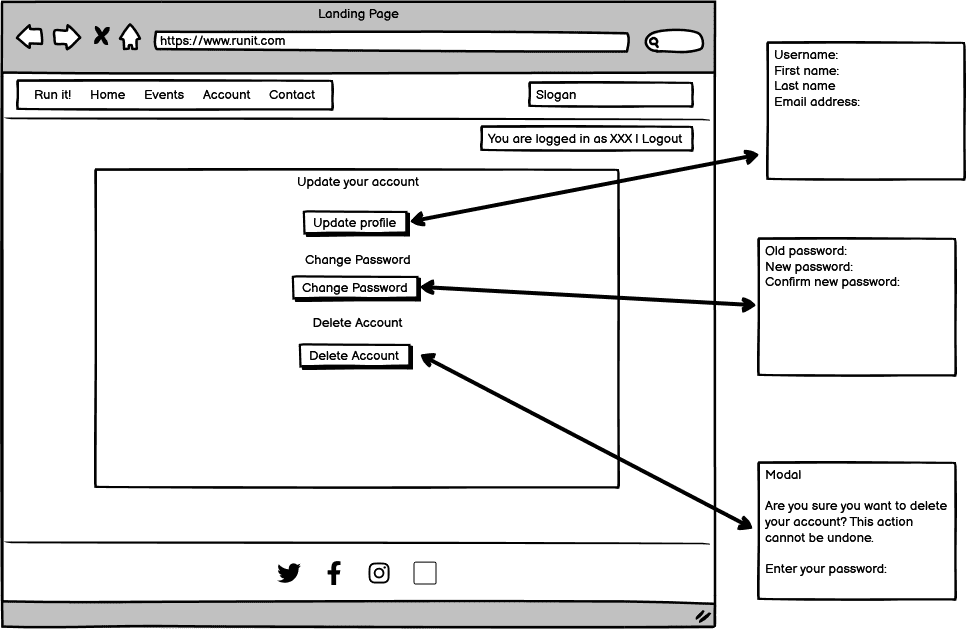 Landing Page
https://www.runit.com
Run it! Home Events Account Contact
Slogan
You are logged in as XXX | Logout
Update your account
Update profile
Change Password
Change Password
Delete Account
Delete Account
Username:
First name:
Last name
Email address:
Old password:
New password:
Confirm new password:
Modal
Are you sure you want to delete
your account? This action
cannot be undone.
Enter your password: